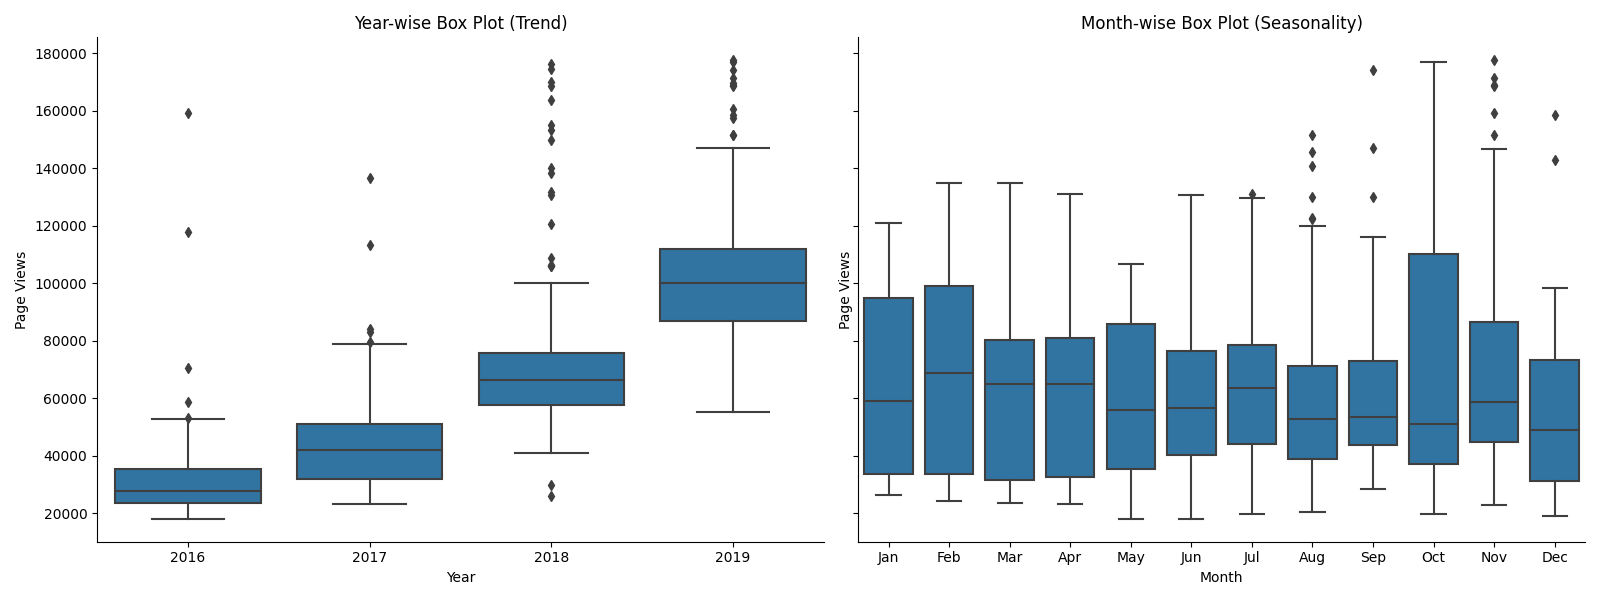 Year-wise Box Plot (Trend)
180000
160000
140000
120000
100000
80000
60000
40000
20000
Page Views
2016 2017 2018 2019
Year
Month-wise Box Plot (Seasonality)
Page Views
Jan Feb Mar Apr May Jun Jul Aug Sep Oct Nov Dec
Month